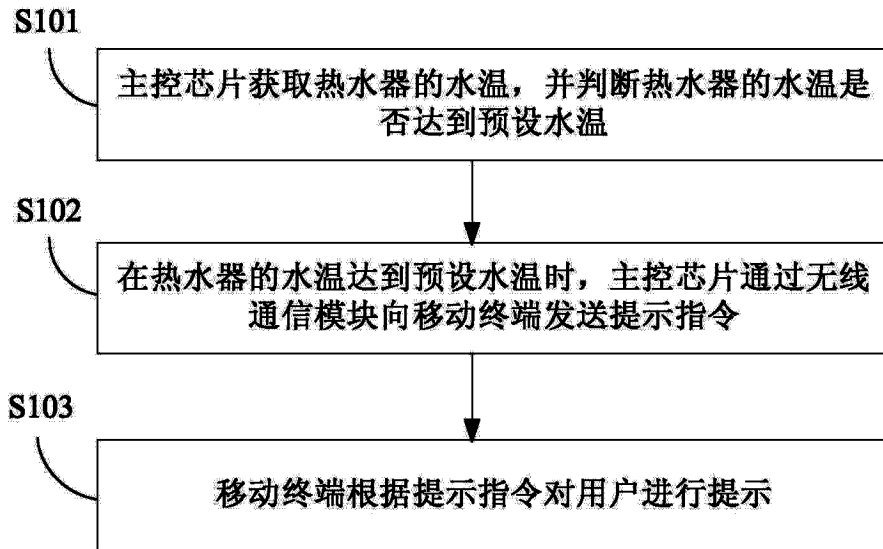 S101
主控芯片获取热水器的水温，并判断热水器的水温是
否达到预设水温
S102
在热水器的水温达到预设水温时，主控芯片通过无线
通信模块向移动终端发送提示指令
S103
移动终端根据提示指令对用户进行提示